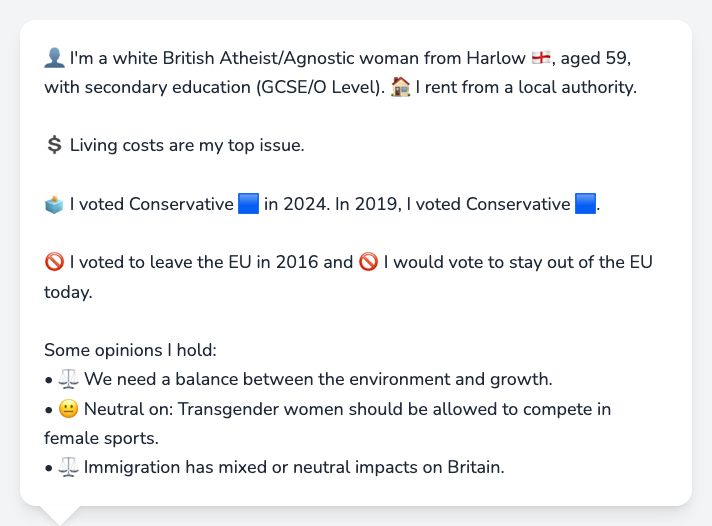 👤 I'm a white British Atheist/Agnostic woman from Harlow 🏴󠁧󠁢󠁥󠁮󠁧󠁿, aged 59,
with secondary education (GCSE/O Level). 🏠 I rent from a local authority.
💲 Living costs are my top issue.
🗳️ I voted Conservative 🟦 in 2024. In 2019, I voted Conservative 🟦.
🚫 I voted to leave the EU in 2016 and 🚫 I would vote to stay out of the EU
today.
Some opinions I hold:
• ⚖️ We need a balance between the environment and growth.
• 😐 Neutral on: Transgender women should be allowed to compete in
female sports.
• ⚖️ Immigration has mixed or neutral impacts on Britain.